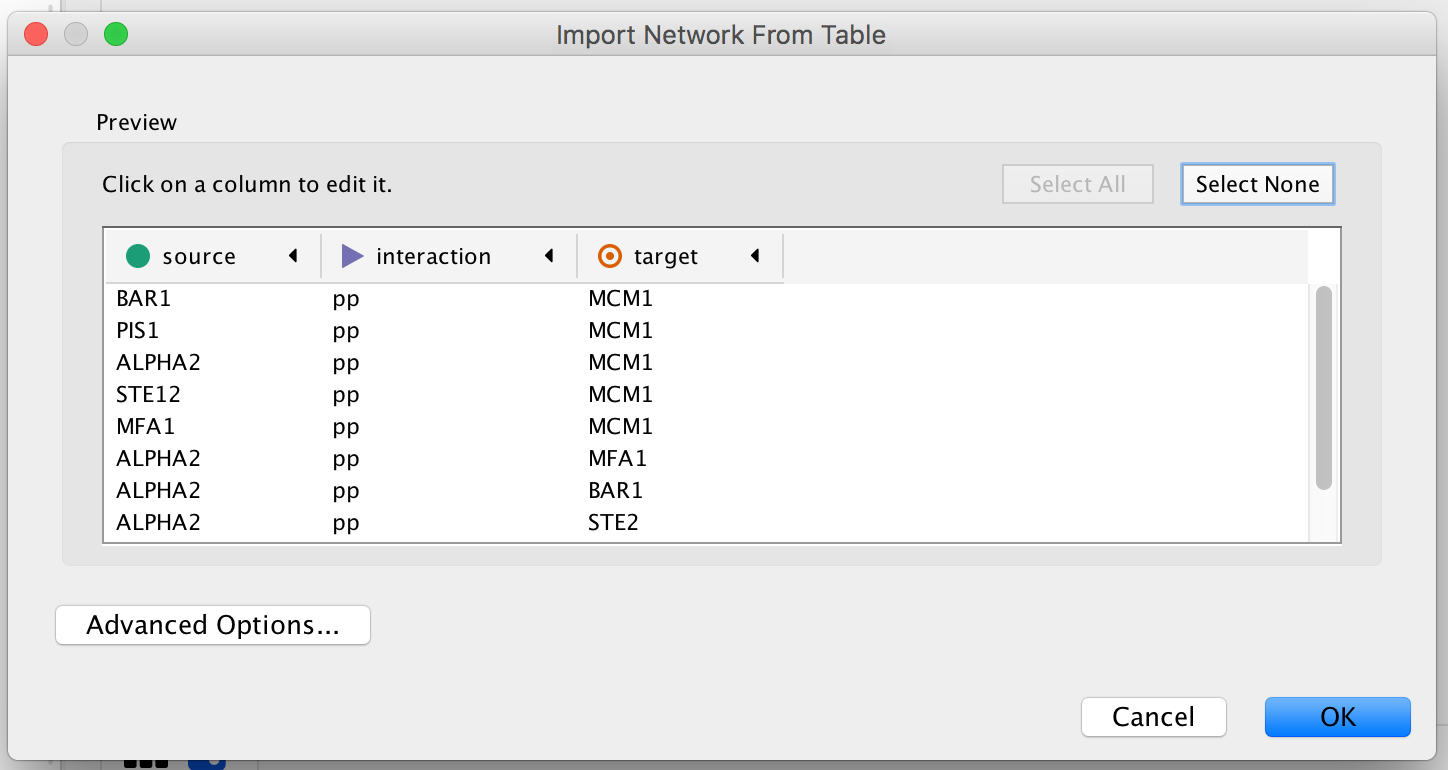 Import Network From Table
Preview
Click on a column to edit it.
Select All
Select None
source interaction target
BAR1 pp MCM1
PIS1 pp MCM1
ALPHA2 pp MCM1
STE12 pp MCM1
MFA1 pp MCM1
ALPHA2 pp MFA1
ALPHA2 pp BAR1
ALPHA2 pp STE2
Advanced Options...
Cancel
OK